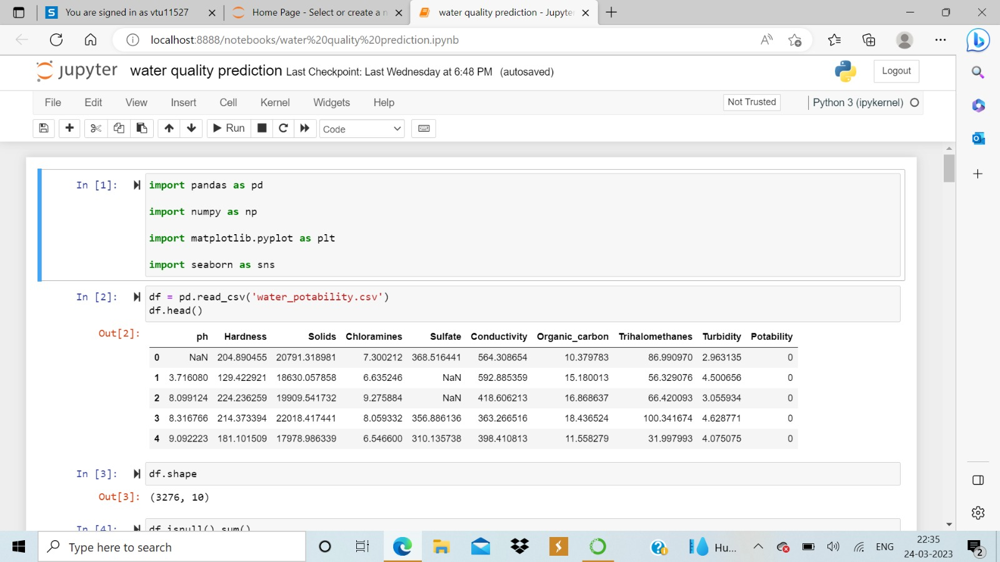 You are signed in as vtu11527
Home Page - Select or create a n
water quality prediction - Jupyte
localhost:8888/notebooks/water%20quality%20prediction.ipynb
jupyter water quality prediction Last Checkpoint: Last Wednesday at 6:48 PM (autosaved)
Logout
File Edit View Insert Cell Kernel Widgets Help
Not Trusted
Python 3 (ipykernel)
Run
Code
In [1]: import pandas as pd
import numpy as np
import matplotlib.pyplot as plt
import seaborn as sns
In [2]: df = pd.read_csv('water_potability.csv')
df.head()
Out[2]:
ph Hardness Solids Chloramines Sulfate Conductivity Organic_carbon Trihalomethanes Turbidity Potability
0 NaN 204.890455 20791.318981 7.300212 368.516441 564.308654 10.379783 86.990970 2.963135 0
1 3.716080 129.422921 18630.057858 6.635246 NaN 592.885359 15.180013 56.329076 4.500656 0
2 8.099124 224.236259 19909.541732 9.275884 NaN 418.606213 16.868637 66.420093 3.055934 0
3 8.316766 214.373394 22018.417441 8.059332 356.886136 363.266516 18.436524 100.341674 4.628771 0
4 9.092223 181.101509 17978.986339 6.546600 310.135738 398.410813 11.558279 31.997993 4.075075 0
In [3]: df.shape
Out[3]: (3276, 10)
In [4]: df.isnull().sum()
Type here to search
Hu...
ENG
22:35
24-03-2023
2